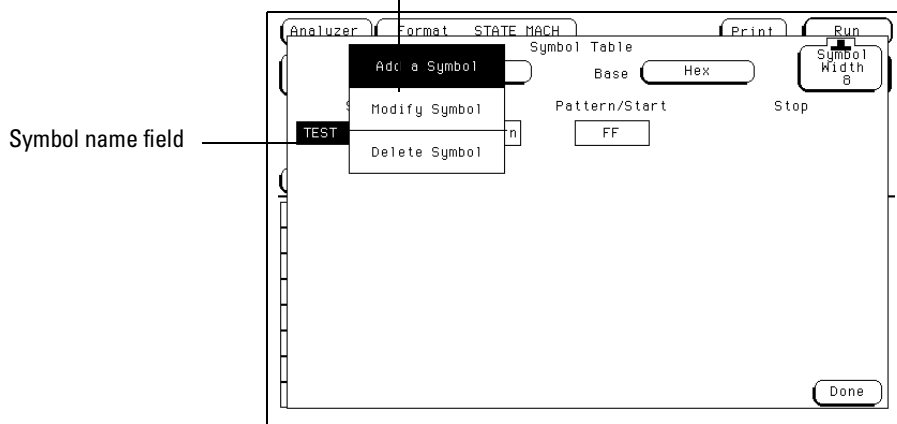 Analyzer Format STATE MACH Print Run
Symbol Table
Symbol Width 8
Add a Symbol
Base Hex
Modify Symbol
Pattern/Start Stop
Symbol name field
TEST
FF
Delete Symbol
Done